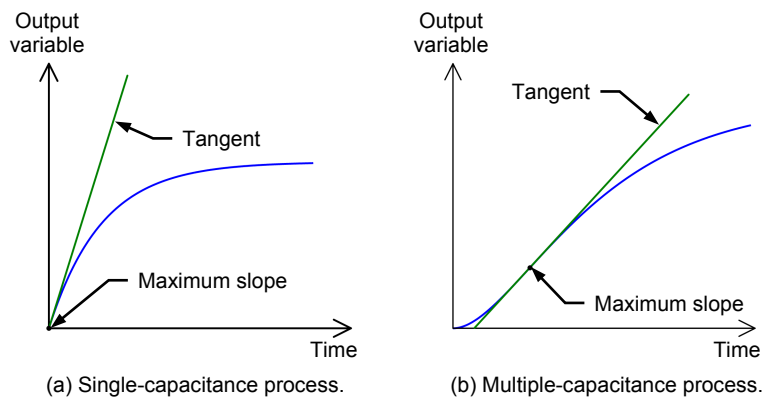 Output
variable
Tangent
Maximum slope
Time
(a) Single-capacitance process.
Output
variable
Tangent
Maximum slope
Time
(b) Multiple-capacitance process.